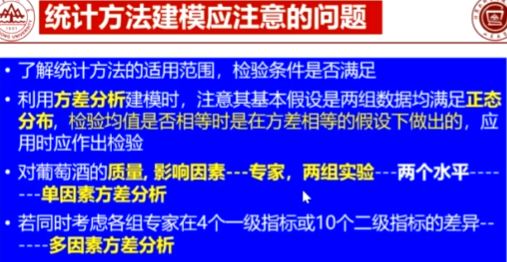 统计方法建模应注意的问题
• 了解统计方法的适用范围，检验条件是否满足
• 利用方差分析建模时，注意其基本假设是两组数据均满足正态
分布，检验均值是否相等时是在方差相等的假设下做出的，应
用时应作出检验
• 对葡萄酒的质量, 影响因素---专家，两组实验---两个水平----
---单因素方差分析
• 若同时考虑各组专家在4个一级指标或10个二级指标的差异--
----多因素方差分析